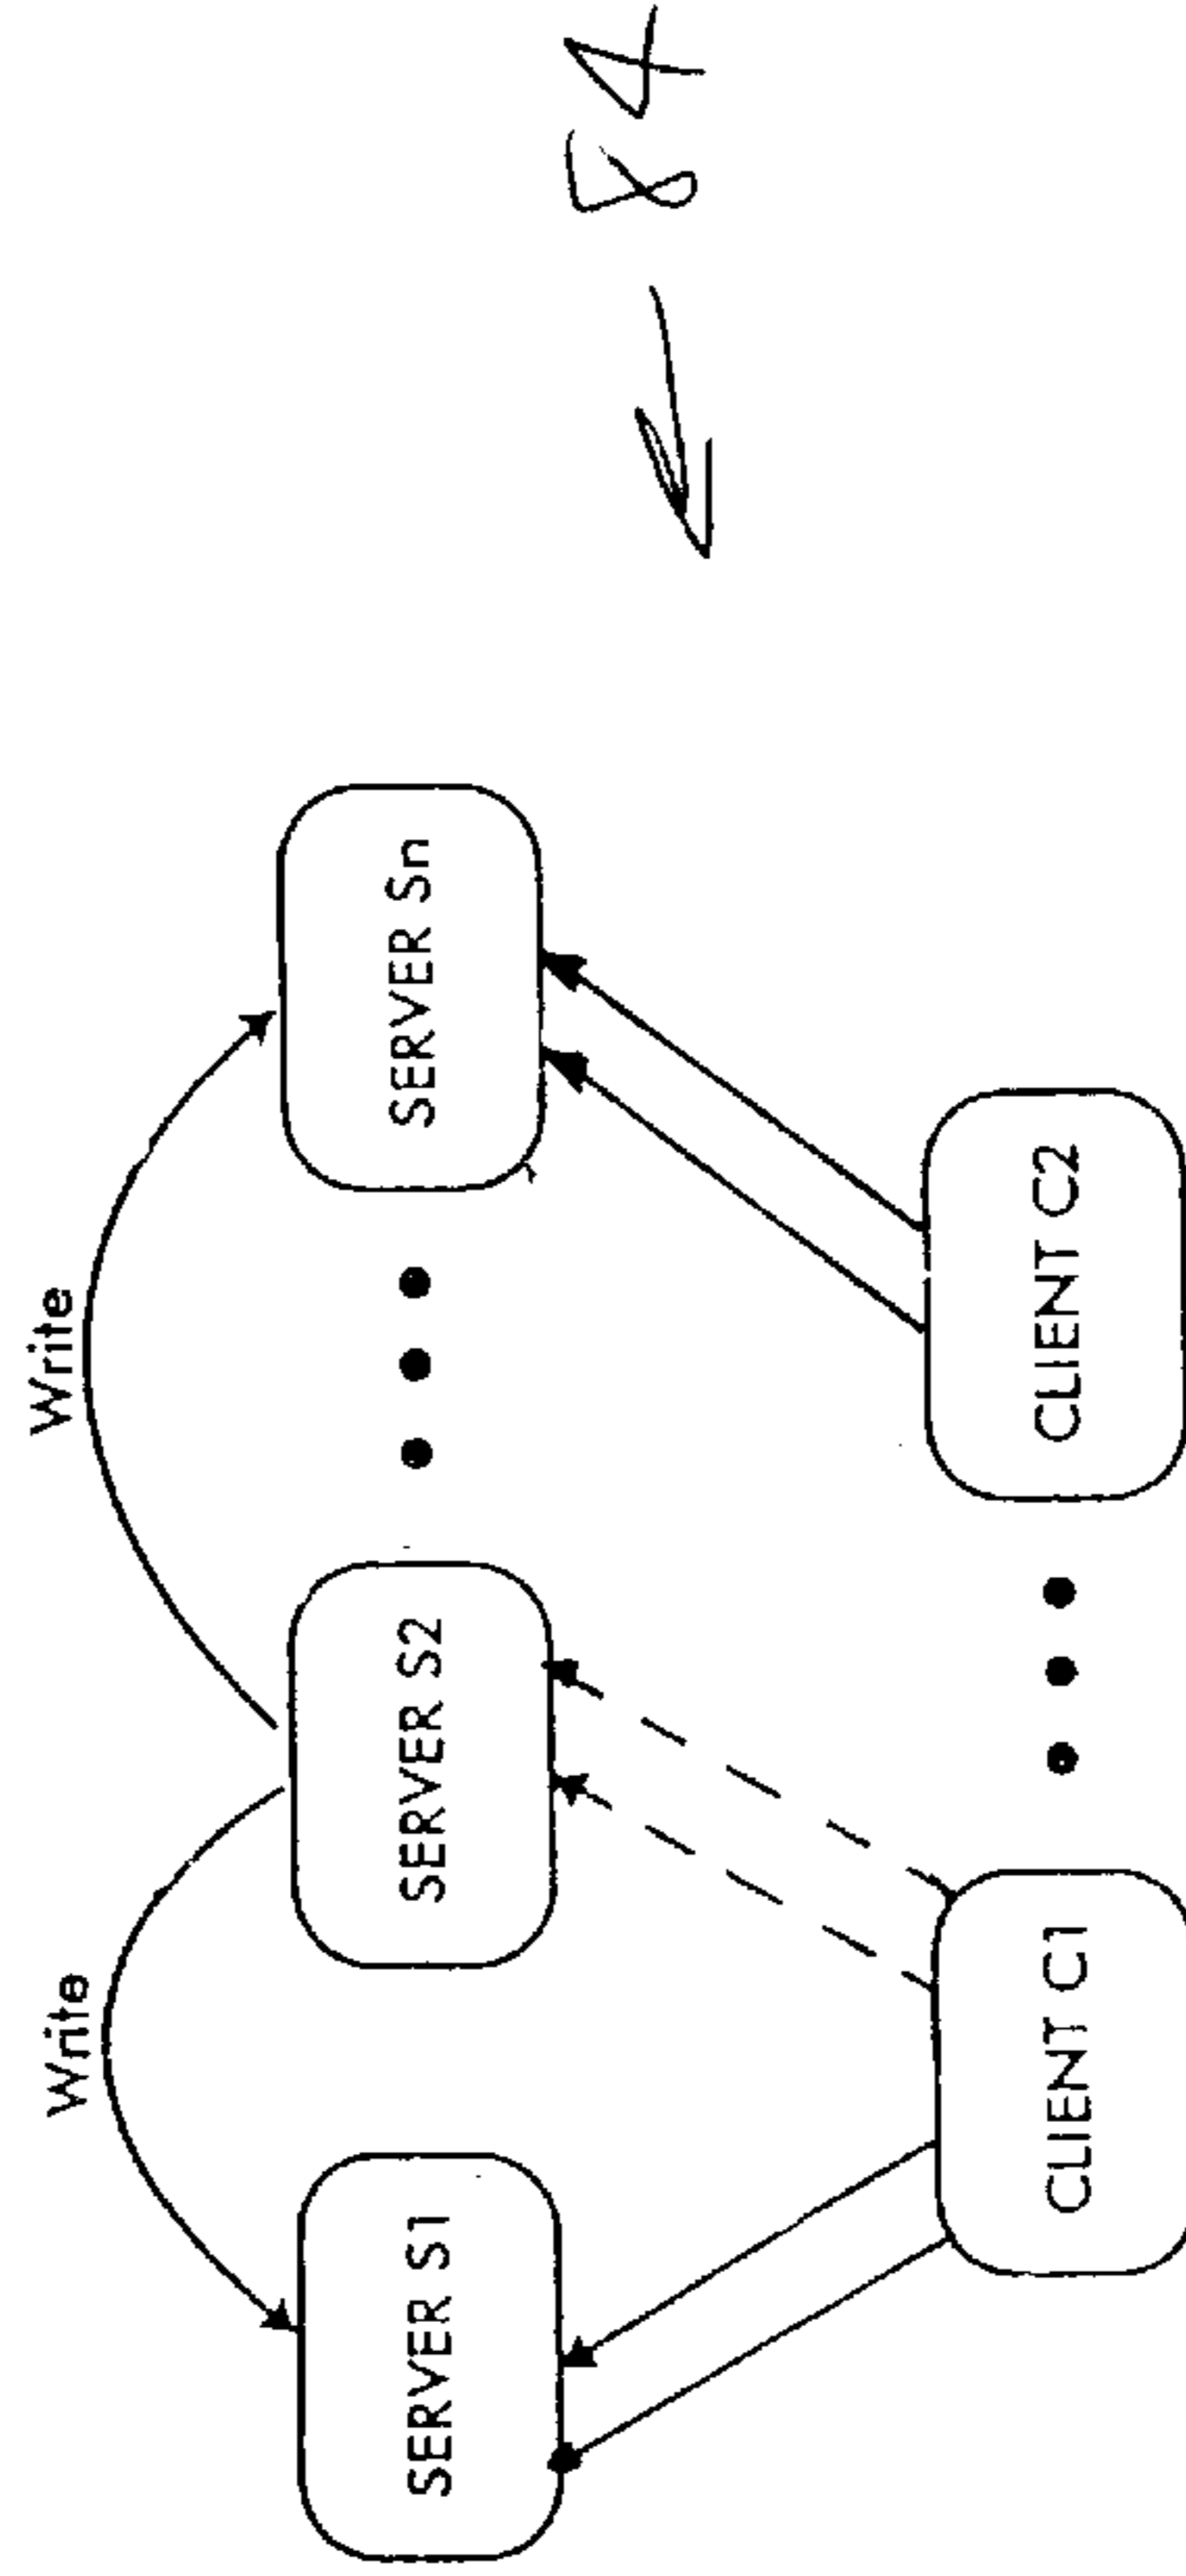 Write
Write
SERVER S1
SERVER S2
SERVER Sn
CLIENT C1
CLIENT C2
84